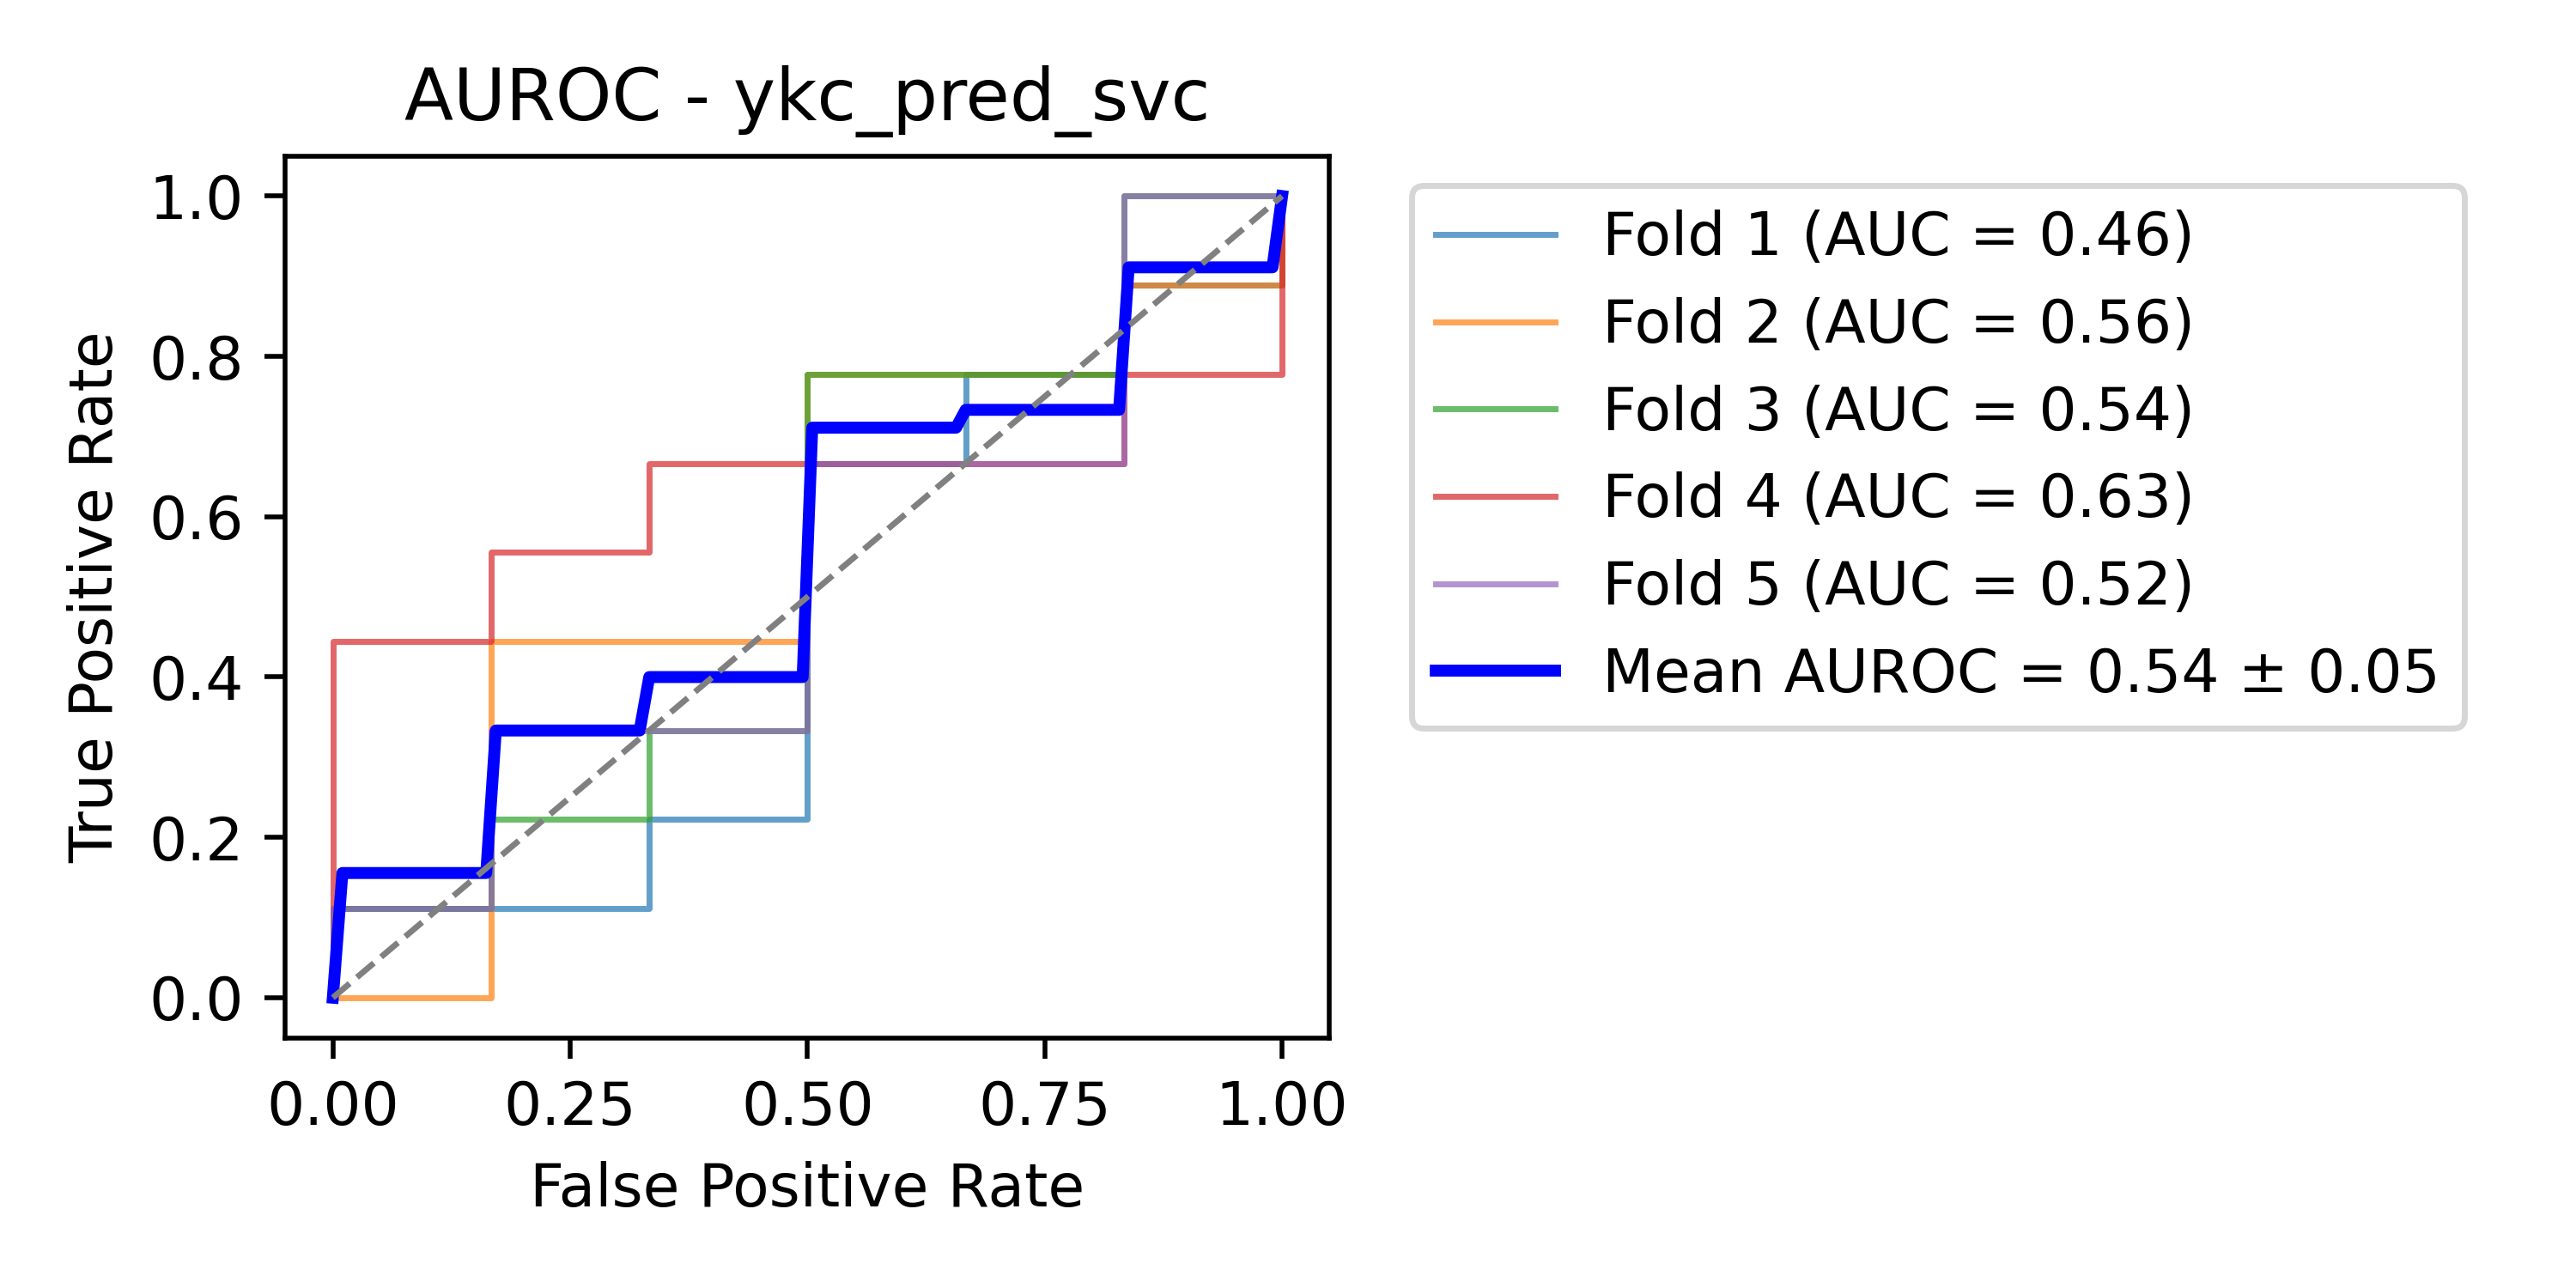 AUROC - ykc_pred_svc
1.0
0.8
0.6
0.4
0.2
0.0
True Positive Rate
0.00 0.25 0.50 0.75 1.00
False Positive Rate
Fold 1 (AUC = 0.46)
Fold 2 (AUC = 0.56)
Fold 3 (AUC = 0.54)
Fold 4 (AUC = 0.63)
Fold 5 (AUC = 0.52)
Mean AUROC = 0.54 ± 0.05